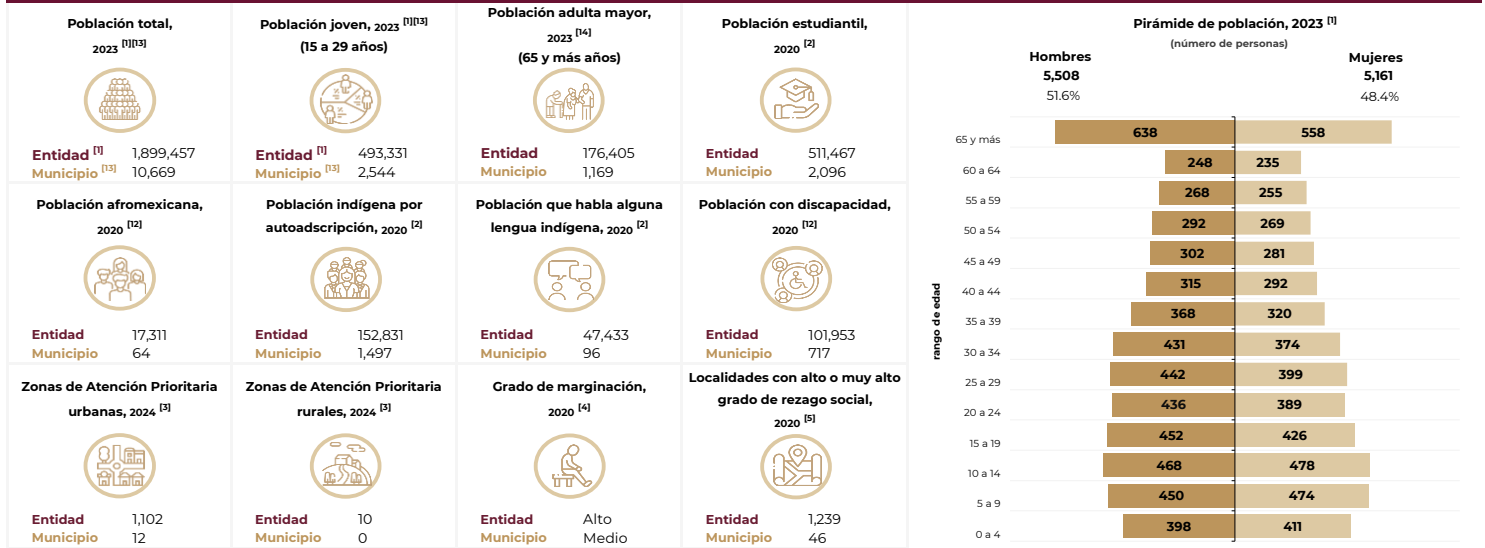 Población total,
2023 [1][13]
Entidad [1] 1,899,457
Municipio [13] 10,669
Población joven, 2023 [1][13]
(15 a 29 años)
Entidad [1] 493,331
Municipio [13] 2,544
Población adulta mayor,
2023 [14]
(65 y más años)
Entidad 176,405
Municipio 1,169
Población estudiantil,
2020 [2]
Entidad 511,467
Municipio 2,096
Población afromexicana,
2020 [12]
Entidad 17,311
Municipio 64
Población indígena por
autoadscripción, 2020 [2]
Entidad 152,831
Municipio 1,497
Población que habla alguna
lengua indígena, 2020 [2]
Entidad 47,433
Municipio 96
Población con discapacidad,
2020 [12]
Entidad 101,953
Municipio 717
Zonas de Atención Prioritaria
urbanas, 2024 [3]
Entidad 1,102
Municipio 12
Zonas de Atención Prioritaria
rurales, 2024 [3]
Entidad 10
Municipio 0
Grado de marginación,
2020 [4]
Entidad Alto
Municipio Medio
Localidades con alto o muy alto
grado de rezago social,
2020 [5]
Entidad 1,239
Municipio 46
Pirámide de población, 2023 [1]
(número de personas)
Hombres Mujeres
5,508 5,161
51.6% 48.4%
rango de edad
65 y más 638 558
60 a 64 248 235
55 a 59 268 255
50 a 54 292 269
45 a 49 302 281
40 a 44 315 292
35 a 39 368 320
30 a 34 431 374
25 a 29 442 399
20 a 24 436 389
15 a 19 452 426
10 a 14 468 478
5 a 9 450 474
0 a 4 398 411